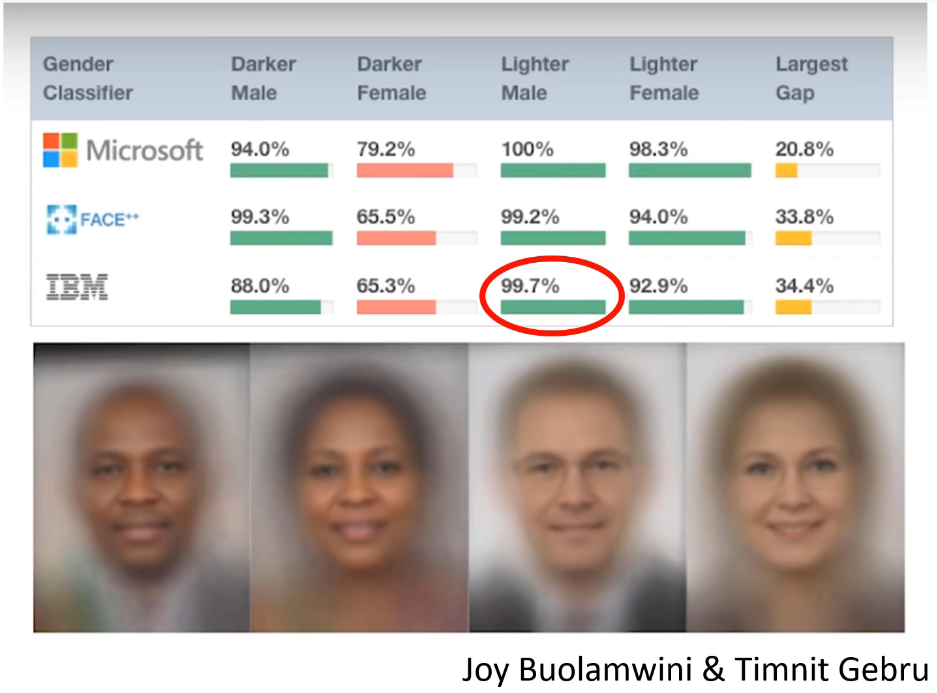 Gender Classifier Darker Male Darker Female Lighter Male Lighter Female Largest Gap
Microsoft 94.0% 79.2% 100% 98.3% 20.8%
FACE++ 99.3% 65.5% 99.2% 94.0% 33.8%
IBM 88.0% 65.3% 99.7% 92.9% 34.4%
Joy Buolamwini & Timnit Gebru